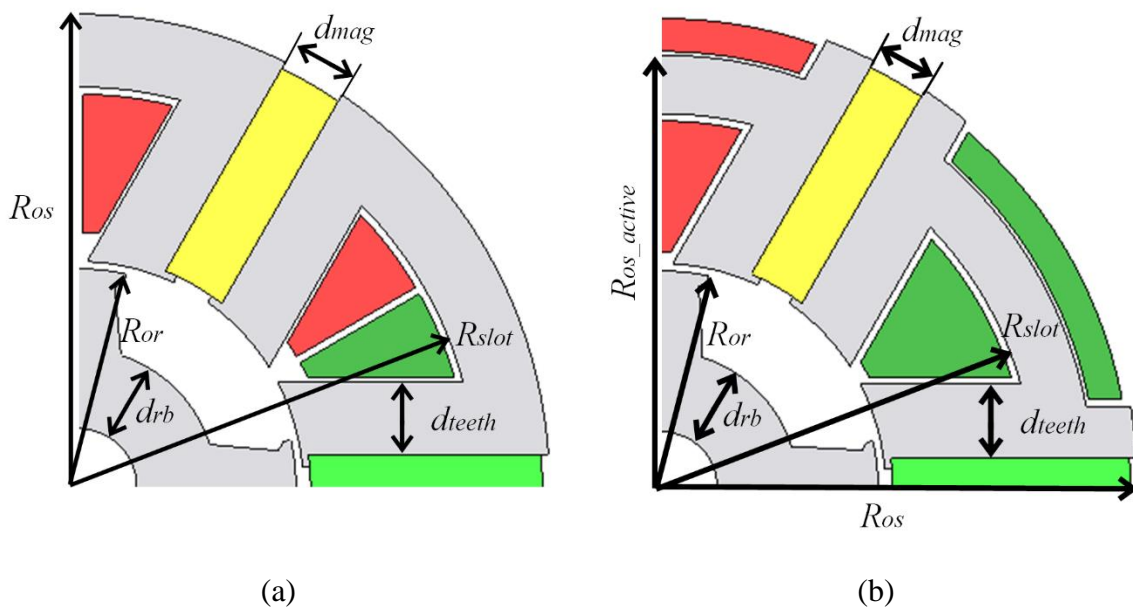 dmag
Ros
Ror
Rslot
drb
dteeth
(a)
dmag
Ros_active
Ror
Rslot
drb
dteeth
Ros
(b)